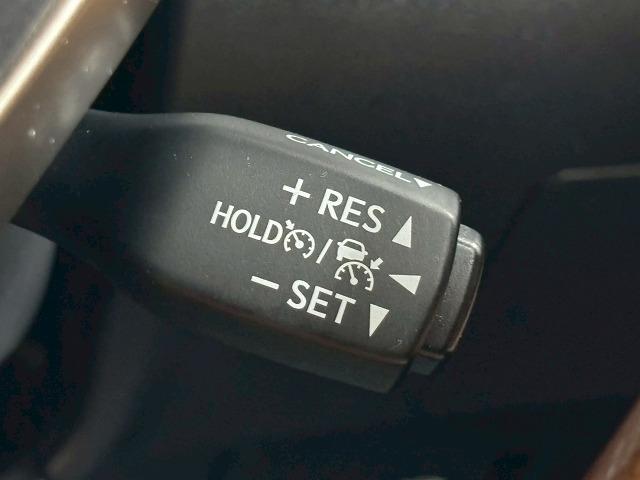 CANCEL▼
+ RES ▲
HOLD / ◀
− SET ▼